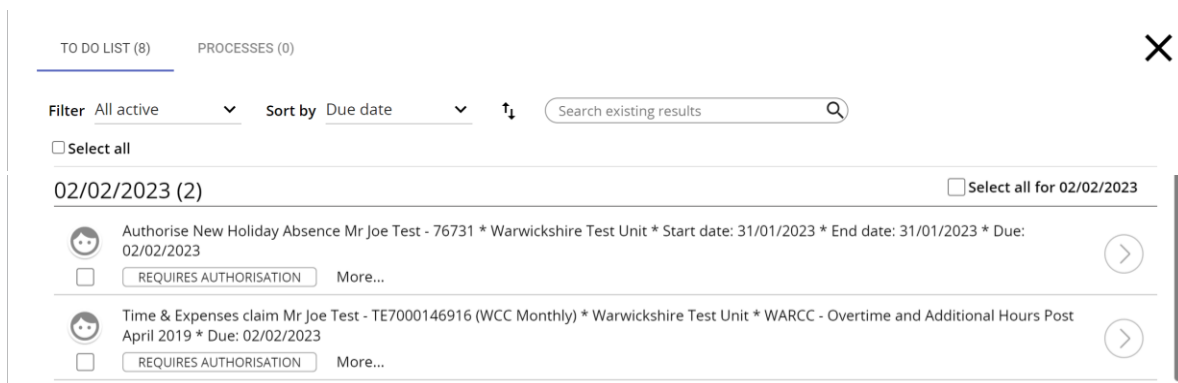 TO DO LIST (8) PROCESSES (0)
Filter All active Sort by Due date Search existing results
Select all
02/02/2023 (2) Select all for 02/02/2023
Authorise New Holiday Absence Mr Joe Test - 76731 * Warwickshire Test Unit * Start date: 31/01/2023 * End date: 31/01/2023 * Due:
02/02/2023
REQUIRES AUTHORISATION More...
Time & Expenses claim Mr Joe Test - TE7000146916 (WCC Monthly) * Warwickshire Test Unit * WARCC - Overtime and Additional Hours Post
April 2019 * Due: 02/02/2023
REQUIRES AUTHORISATION More...